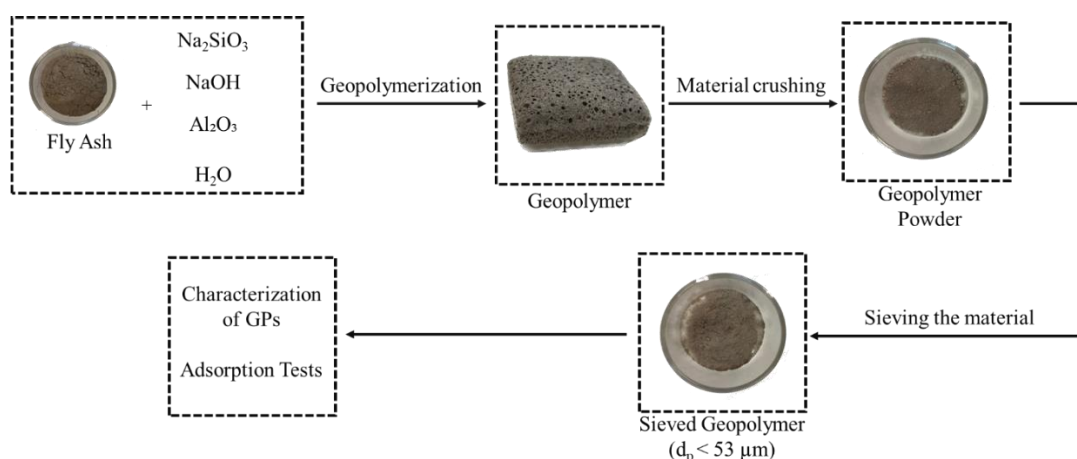 Na₂SiO₃
NaOH
Al₂O₃
H₂O
+
Fly Ash
Geopolymerization
Geopolymer
Material crushing
Geopolymer
Powder
Sieving the material
Sieved Geopolymer
(dₚ < 53 µm)
Characterization
of GPs
Adsorption Tests